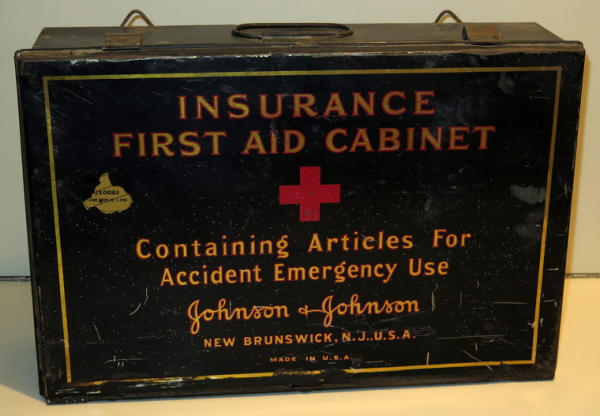 INSURANCE
FIRST AID CABINET
Containing Articles For
Accident Emergency Use
Johnson & Johnson
NEW BRUNSWICK, N.J., U.S.A.
MADE IN U.S.A.